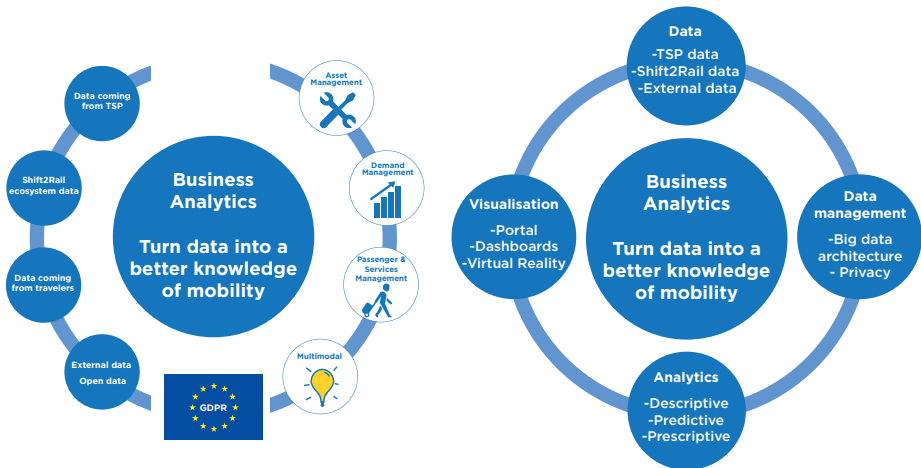 Data coming
from TSP
Shift2Rail
ecosystem data
Data coming
from travelers
External data
Open data
Business
Analytics
Turn data into a
better knowledge
of mobility
Asset
Management
Demand
Management
Passenger &
Services
Management
Multimodal
GDPR
Data
-TSP data
-Shift2Rail data
-External data
Visualisation
-Portal
-Dashboards
-Virtual Reality
Business
Analytics
Turn data into a
better knowledge
of mobility
Data
management
-Big data
architecture
- Privacy
Analytics
-Descriptive
-Predictive
-Prescriptive